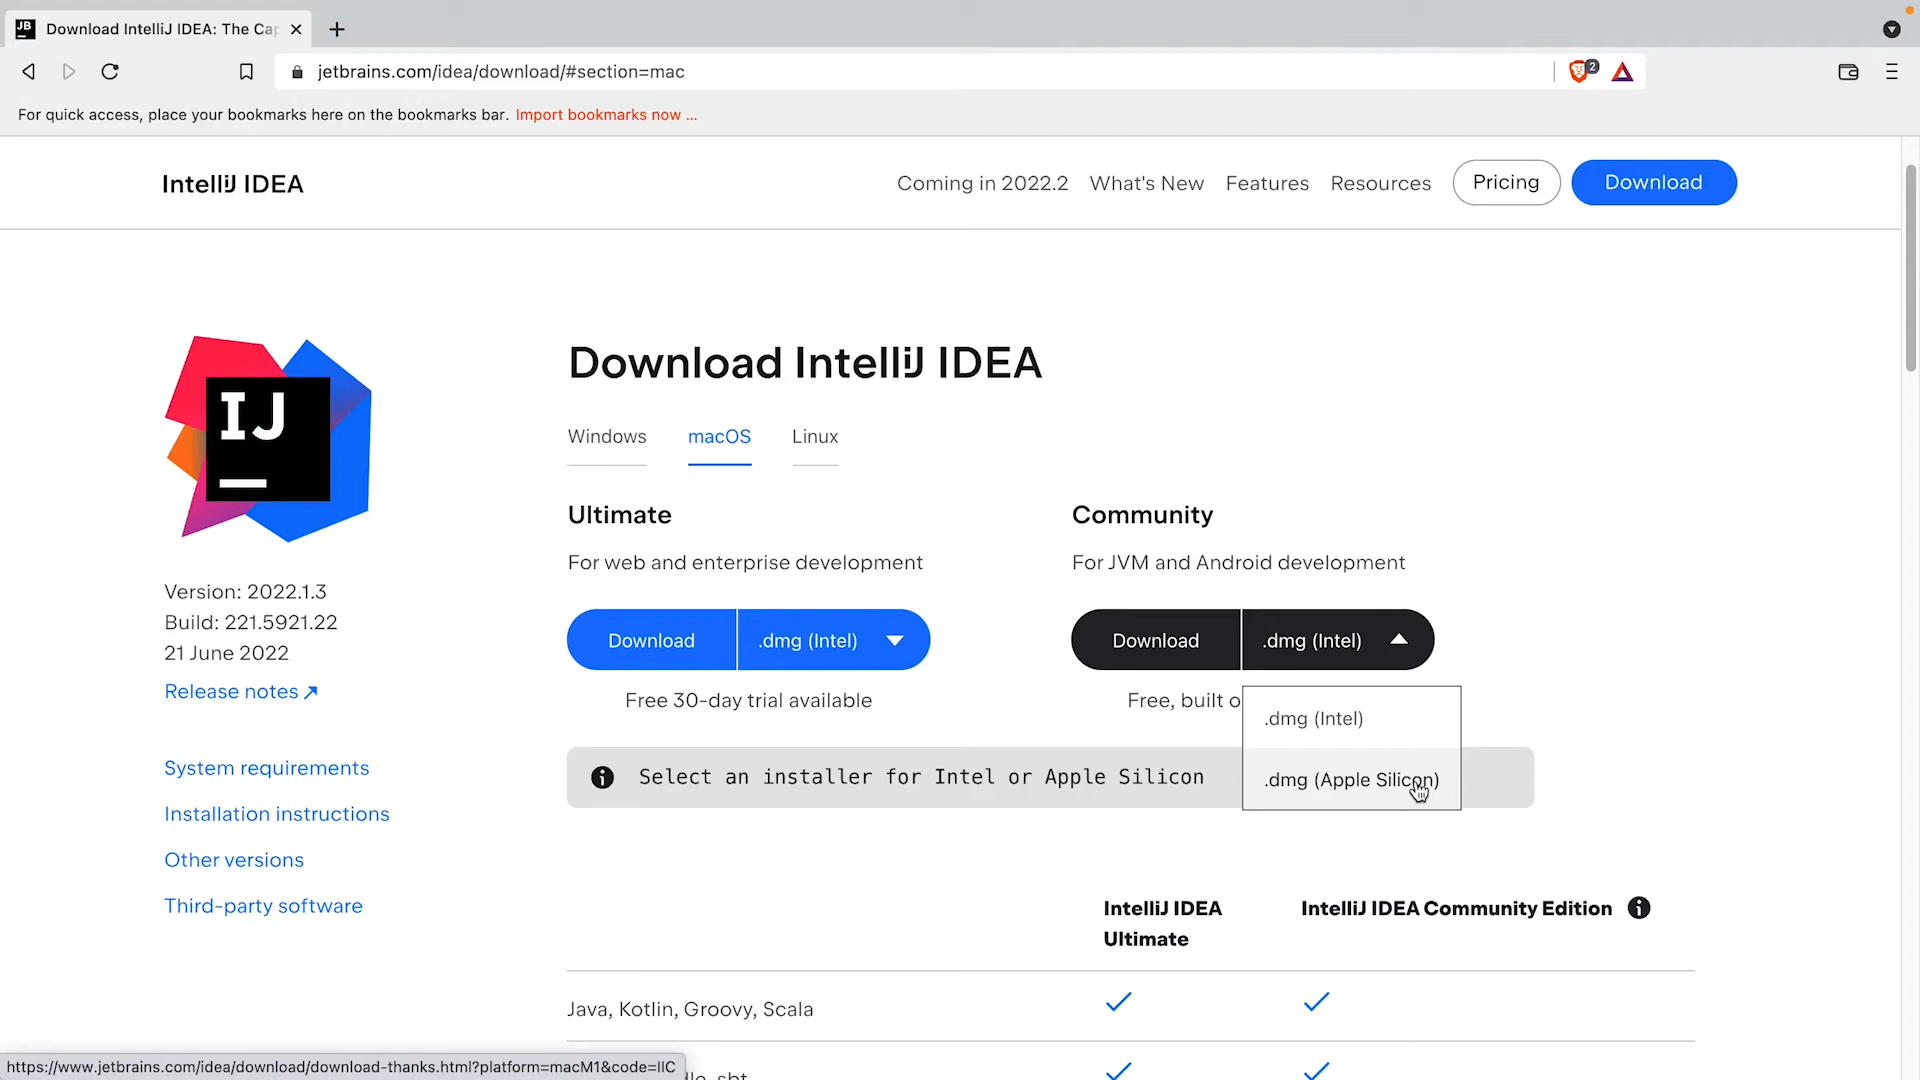 JB
Download IntelliJ IDEA: The Cap
jetbrains.com/idea/download/#section=mac
2
For quick access, place your bookmarks here on the bookmarks bar. Import bookmarks now ...
IntelliJ IDEA
Coming in 2022.2
What's New
Features
Resources
Pricing
Download
IJ
Download IntelliJ IDEA
Windows
macOS
Linux
Ultimate
Community
For web and enterprise development
For JVM and Android development
Download
.dmg (Intel)
Download
.dmg (Intel)
Free 30-day trial available
Free, built o
.dmg (Intel)
.dmg (Apple Silicon)
Select an installer for Intel or Apple Silicon
Version: 2022.1.3
Build: 221.5921.22
21 June 2022
Release notes
System requirements
Installation instructions
Other versions
Third-party software
IntelliJ IDEA
Ultimate
IntelliJ IDEA Community Edition
Java, Kotlin, Groovy, Scala
https://www.jetbrains.com/idea/download/download-thanks.html?platform=macM1&code=IIC
sbt